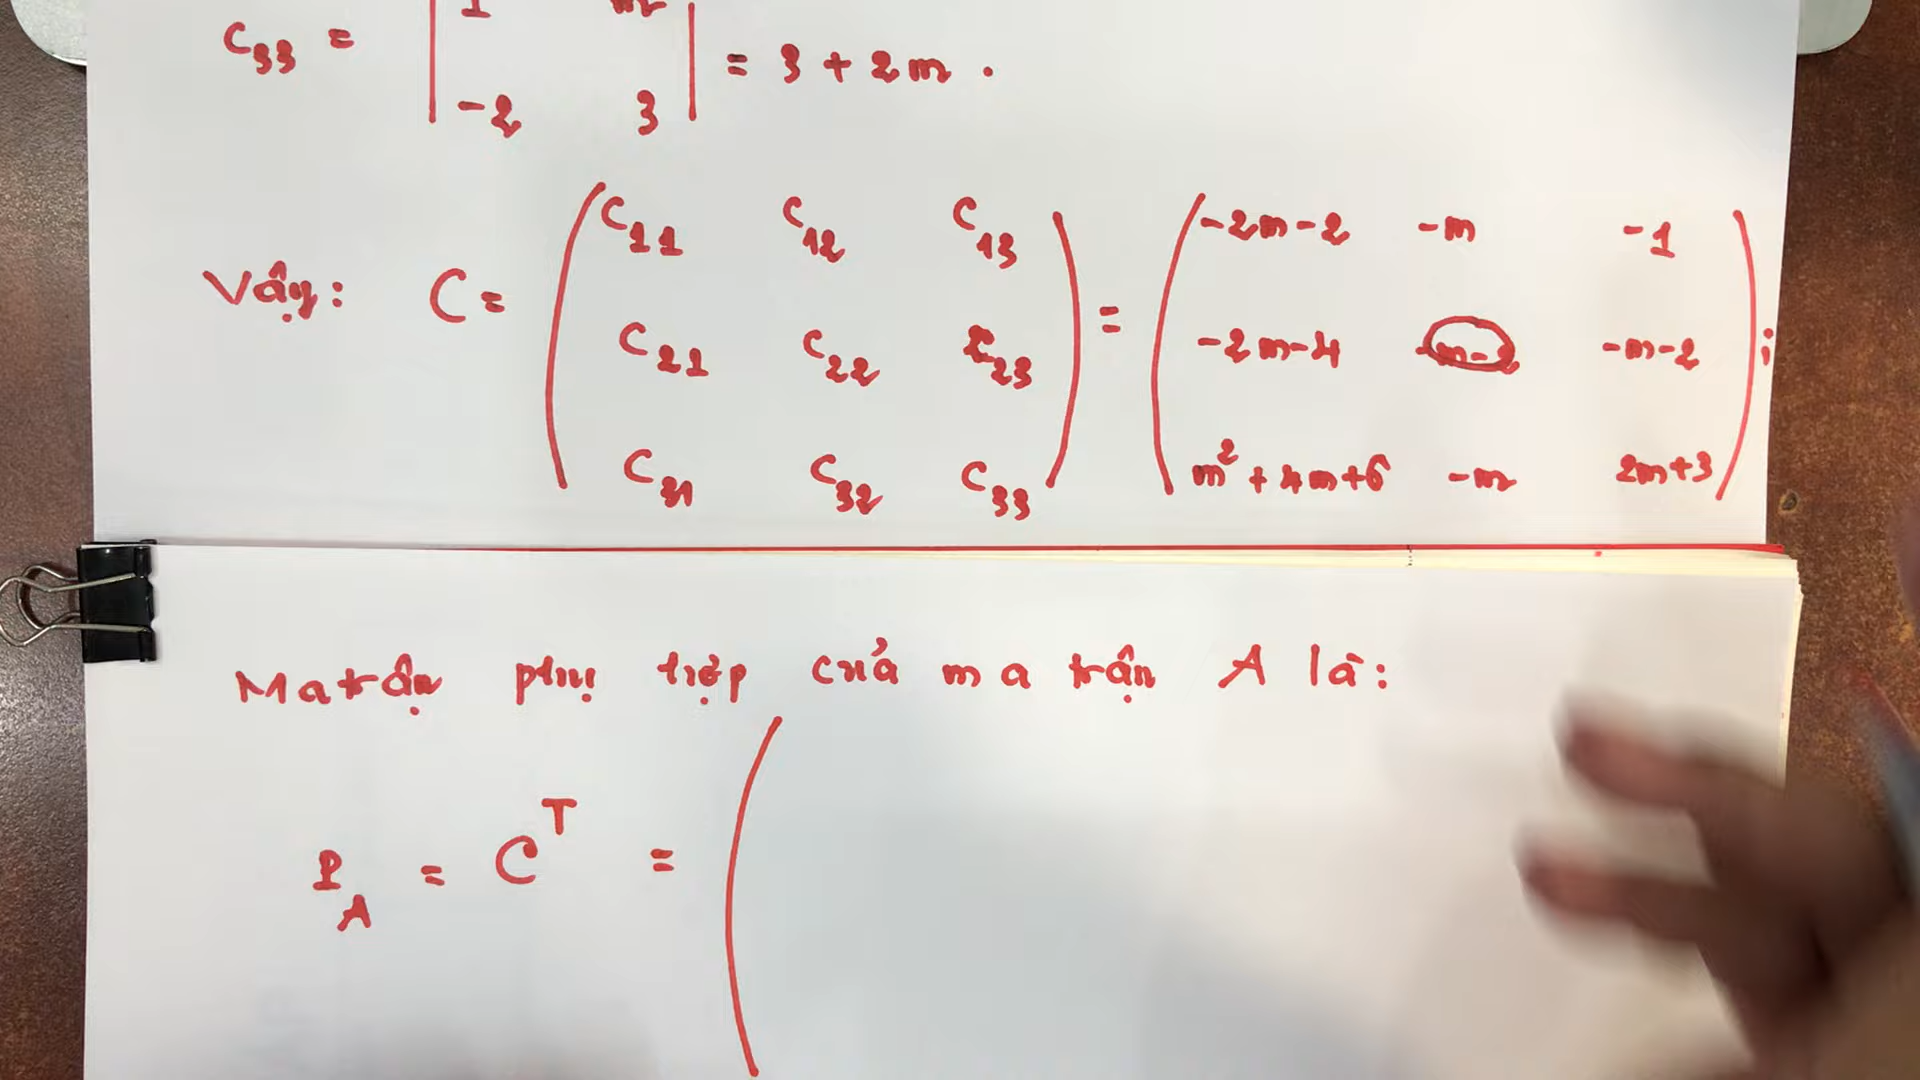 C33 = | 1 m | = 3 + 2m .
| -2 3 |
C11 C12 C13 -2m-2 -m -1
Vậy: C = ( C21 C22 C23 ) = ( -2m-4 -m-2 ) ;
C31 C32 C33 m²+4m+6 -m 2m+3
Ma trận phụ hợp của ma trận A là:
P_A = C^T = (